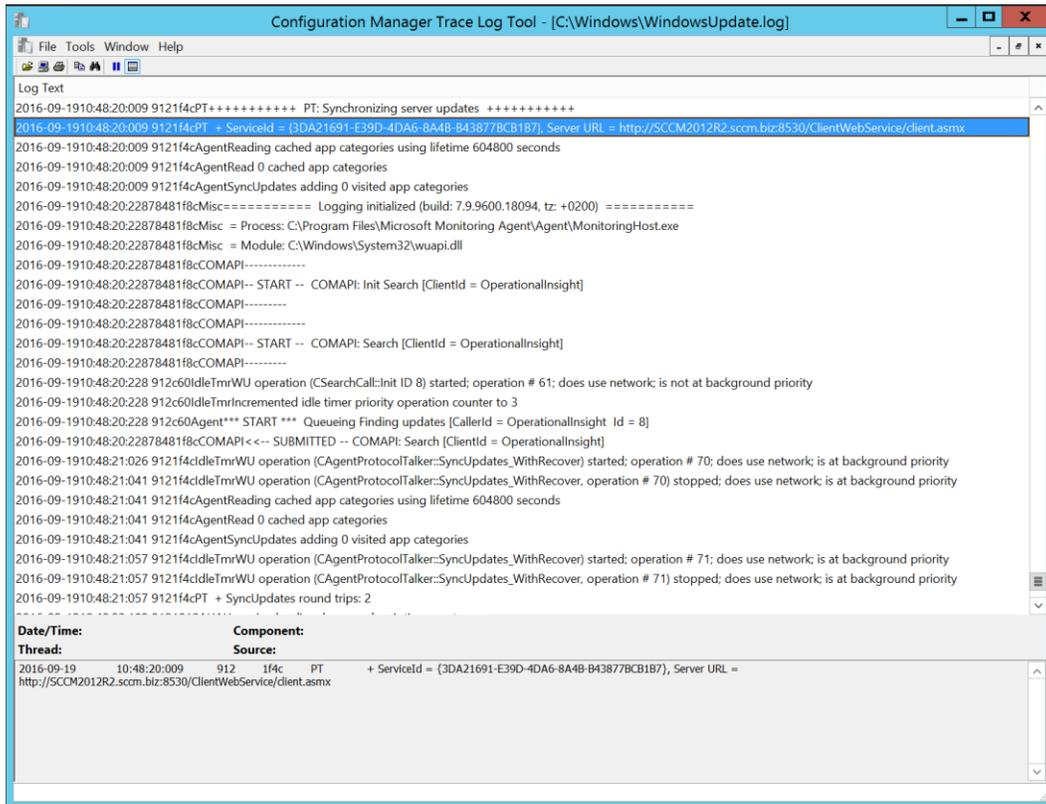 Configuration Manager Trace Log Tool - [C:\Windows\WindowsUpdate.log]
File Tools Window Help
Log Text
2016-09-1910:48:20:009 9121f4cPT+++++++++++ PT: Synchronizing server updates +++++++++++
2016-09-1910:48:20:009 9121f4cPT + ServiceId = {3DA21691-E39D-4DA6-8A4B-B43877BCB1B7}, Server URL = http://SCCM2012R2.sccm.biz:8530/ClientWebService/client.asmx
2016-09-1910:48:20:009 9121f4cAgentReading cached app categories using lifetime 604800 seconds
2016-09-1910:48:20:009 9121f4cAgentRead 0 cached app categories
2016-09-1910:48:20:009 9121f4cAgentSyncUpdates adding 0 visited app categories
2016-09-1910:48:20:22878481f8cMisc=========== Logging initialized (build: 7.9.9600.18094, tz: +0200) ===========
2016-09-1910:48:20:22878481f8cMisc = Process: C:\Program Files\Microsoft Monitoring Agent\Agent\MonitoringHost.exe
2016-09-1910:48:20:22878481f8cMisc = Module: C:\Windows\System32\wuapi.dll
2016-09-1910:48:20:22878481f8cCOMAPI-------------
2016-09-1910:48:20:22878481f8cCOMAPI-- START -- COMAPI: Init Search [ClientId = OperationalInsight]
2016-09-1910:48:20:22878481f8cCOMAPI---------
2016-09-1910:48:20:22878481f8cCOMAPI-------------
2016-09-1910:48:20:22878481f8cCOMAPI-- START -- COMAPI: Search [ClientId = OperationalInsight]
2016-09-1910:48:20:22878481f8cCOMAPI---------
2016-09-1910:48:20:228 912c60IdleTmrWU operation (CSearchCall::Init ID 8) started; operation # 61; does use network; is not at background priority
2016-09-1910:48:20:228 912c60IdleTmrIncremented idle timer priority operation counter to 3
2016-09-1910:48:20:228 912c60Agent*** START *** Queueing Finding updates [CallerId = OperationalInsight Id = 8]
2016-09-1910:48:20:22878481f8cCOMAPI<<-- SUBMITTED -- COMAPI: Search [ClientId = OperationalInsight]
2016-09-1910:48:21:026 9121f4cIdleTmrWU operation (CAgentProtocolTalker::SyncUpdates_WithRecover) started; operation # 70; does use network; is at background priority
2016-09-1910:48:21:041 9121f4cIdleTmrWU operation (CAgentProtocolTalker::SyncUpdates_WithRecover, operation # 70) stopped; does use network; is at background priority
2016-09-1910:48:21:041 9121f4cAgentReading cached app categories using lifetime 604800 seconds
2016-09-1910:48:21:041 9121f4cAgentRead 0 cached app categories
2016-09-1910:48:21:041 9121f4cAgentSyncUpdates adding 0 visited app categories
2016-09-1910:48:21:057 9121f4cIdleTmrWU operation (CAgentProtocolTalker::SyncUpdates_WithRecover) started; operation # 71; does use network; is at background priority
2016-09-1910:48:21:057 9121f4cIdleTmrWU operation (CAgentProtocolTalker::SyncUpdates_WithRecover, operation # 71) stopped; does use network; is at background priority
2016-09-1910:48:21:057 9121f4cPT + SyncUpdates round trips: 2
Date/Time: Component:
Thread: Source:
2016-09-19 10:48:20:009 912 1f4c PT + ServiceId = {3DA21691-E39D-4DA6-8A4B-B43877BCB1B7}, Server URL =
http://SCCM2012R2.sccm.biz:8530/ClientWebService/client.asmx